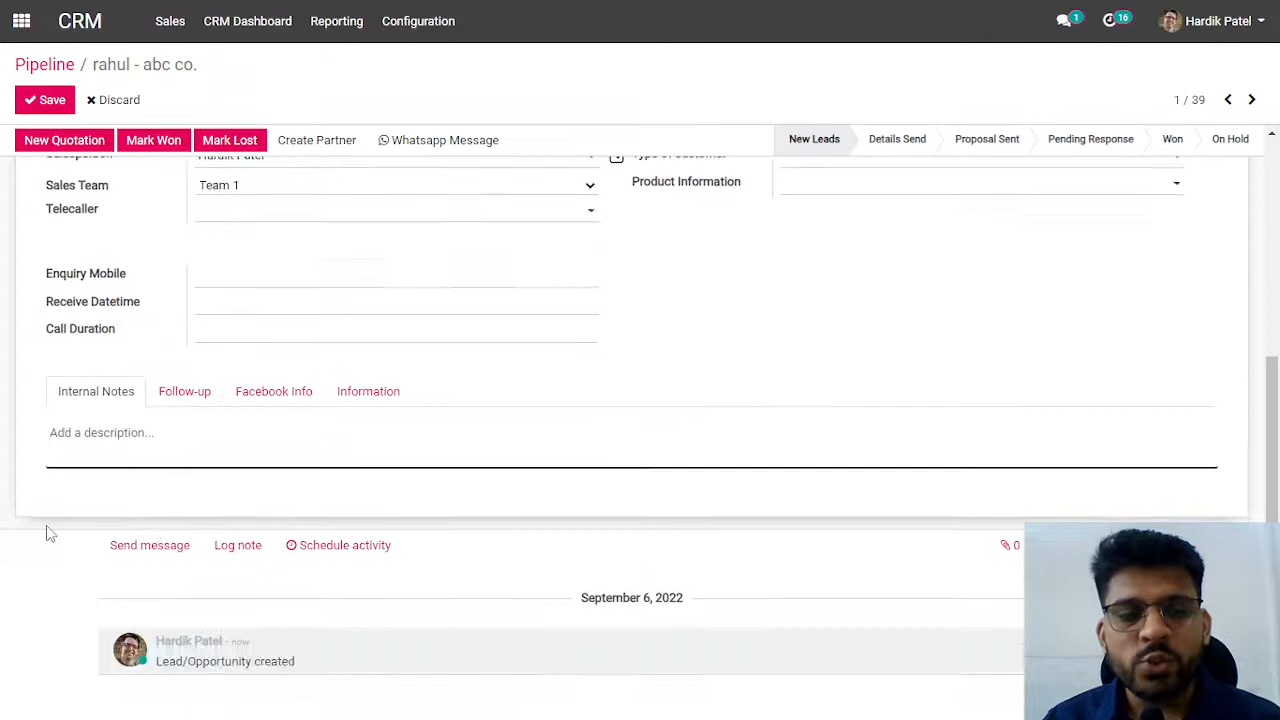 CRM Sales CRM Dashboard Reporting Configuration 1 16 Hardik Patel
Pipeline / rahul - abc co.
Save Discard 1 / 39
New Quotation Mark Won Mark Lost Create Partner Whatsapp Message New Leads Details Send Proposal Sent Pending Response Won On Hold
Salesperson Hardik Patel Type of Customer
Sales Team Team 1 Product Information
Telecaller
Enquiry Mobile
Receive Datetime
Call Duration
Internal Notes Follow-up Facebook Info Information
Add a description...
Send message Log note Schedule activity 0
September 6, 2022
Hardik Patel - now
Lead/Opportunity created